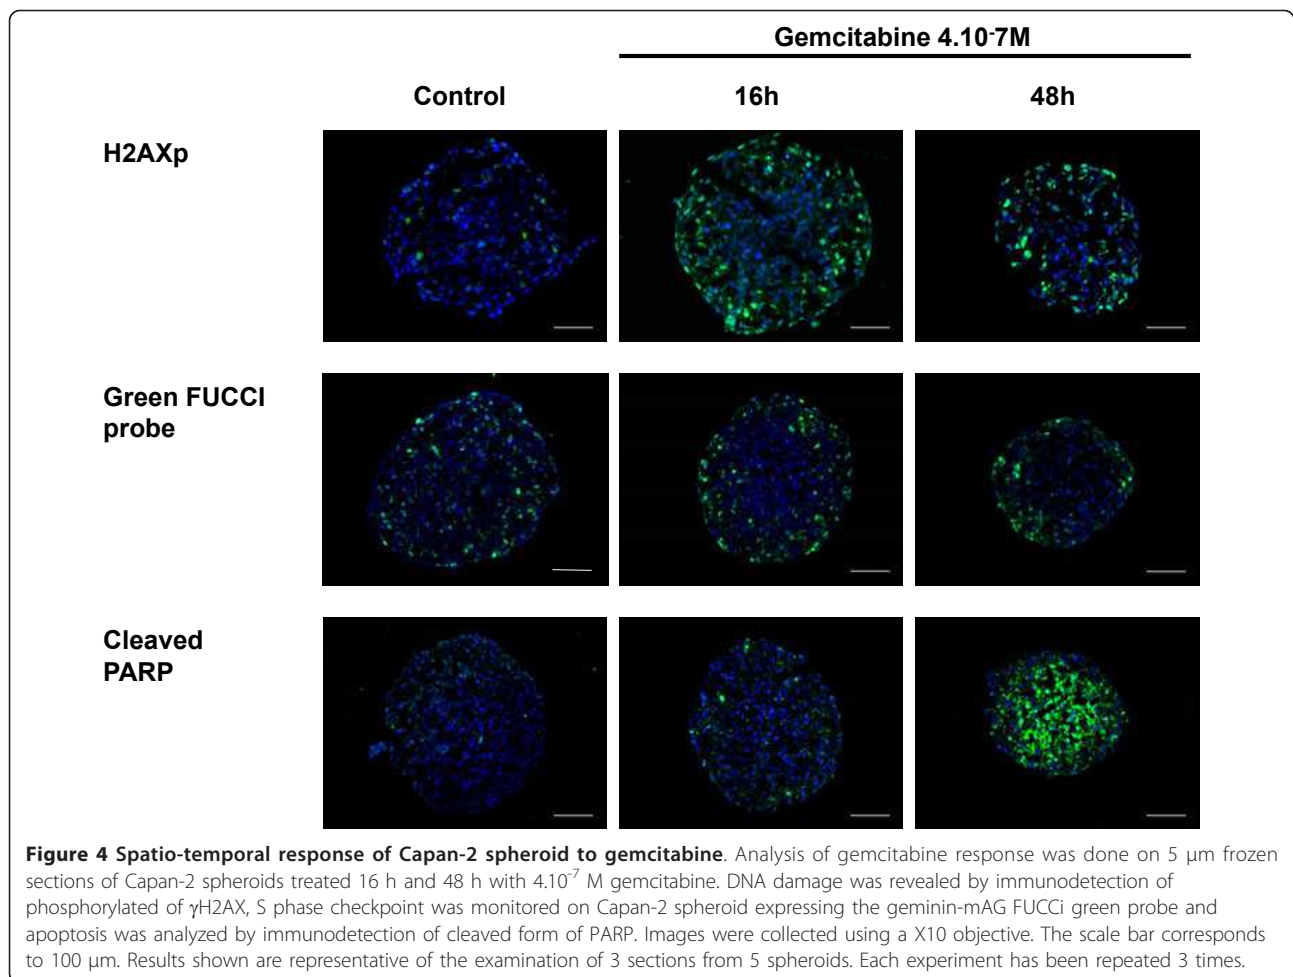 Gemcitabine 4.10-7M
Control 16h 48h
H2AXp
Green FUCCI
probe
Cleaved
PARP
Figure 4 Spatio-temporal response of Capan-2 spheroid to gemcitabine. Analysis of gemcitabine response was done on 5 μm frozen
sections of Capan-2 spheroids treated 16 h and 48 h with 4.10⁻⁷ M gemcitabine. DNA damage was revealed by immunodetection of
phosphorylated of γH2AX, S phase checkpoint was monitored on Capan-2 spheroid expressing the geminin-mAG FUCCi green probe and
apoptosis was analyzed by immunodetection of cleaved form of PARP. Images were collected using a X10 objective. The scale bar corresponds
to 100 μm. Results shown are representative of the examination of 3 sections from 5 spheroids. Each experiment has been repeated 3 times.